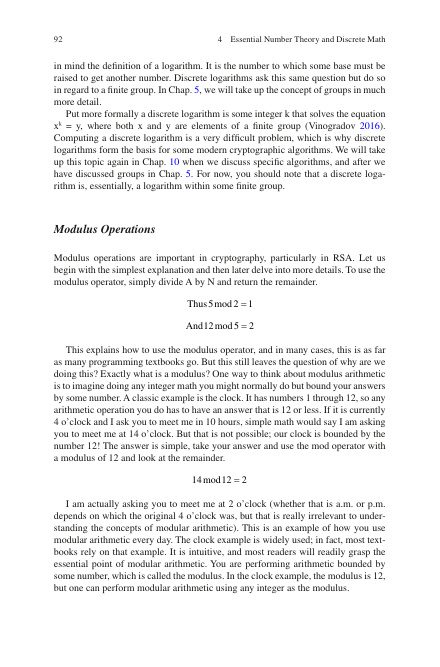 92
4 Essential Number Theory and Discrete Math
in mind the definition of a logarithm. It is the number to which some base must be
raised to get another number. Discrete logarithms ask this same question but do so
in regard to a finite group. In Chap. 5, we will take up the concept of groups in much
more detail.
Put more formally a discrete logarithm is some integer k that solves the equation
xᵏ = y, where both x and y are elements of a finite group (Vinogradov 2016).
Computing a discrete logarithm is a very difficult problem, which is why discrete
logarithms form the basis for some modern cryptographic algorithms. We will take
up this topic again in Chap. 10 when we discuss specific algorithms, and after we
have discussed groups in Chap. 5. For now, you should note that a discrete loga-
rithm is, essentially, a logarithm within some finite group.
Modulus Operations
Modulus operations are important in cryptography, particularly in RSA. Let us
begin with the simplest explanation and then later delve into more details. To use the
modulus operator, simply divide A by N and return the remainder.
Thus 5 mod 2 = 1
And 12 mod 5 = 2
This explains how to use the modulus operator, and in many cases, this is as far
as many programming textbooks go. But this still leaves the question of why are we
doing this? Exactly what is a modulus? One way to think about modulus arithmetic
is to imagine doing any integer math you might normally do but bound your answers
by some number. A classic example is the clock. It has numbers 1 through 12, so any
arithmetic operation you do has to have an answer that is 12 or less. If it is currently
4 o'clock and I ask you to meet me in 10 hours, simple math would say I am asking
you to meet me at 14 o'clock. But that is not possible; our clock is bounded by the
number 12! The answer is simple, take your answer and use the mod operator with
a modulus of 12 and look at the remainder.
14 mod 12 = 2
I am actually asking you to meet me at 2 o'clock (whether that is a.m. or p.m.
depends on which the original 4 o'clock was, but that is really irrelevant to under-
standing the concepts of modular arithmetic). This is an example of how you use
modular arithmetic every day. The clock example is widely used; in fact, most text-
books rely on that example. It is intuitive, and most readers will readily grasp the
essential point of modular arithmetic. You are performing arithmetic bounded by
some number, which is called the modulus. In the clock example, the modulus is 12,
but one can perform modular arithmetic using any integer as the modulus.